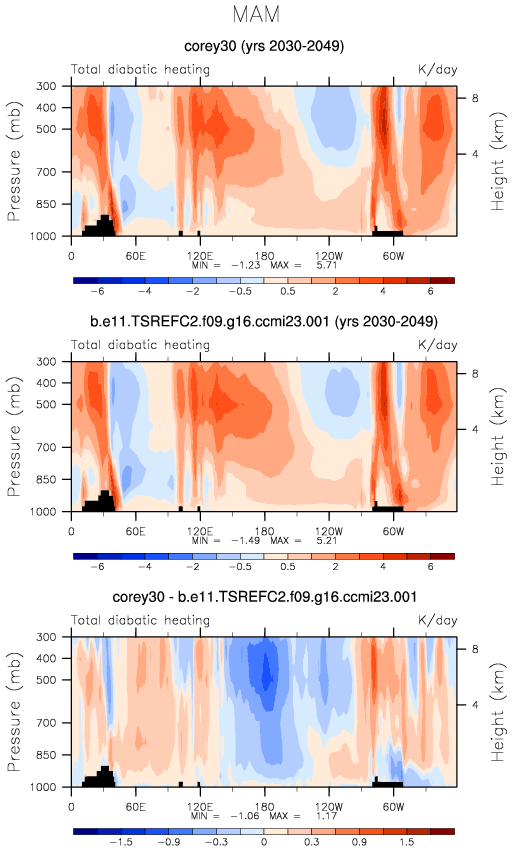 MAM
corey30 (yrs 2030-2049)
Total diabatic heating K/day
Pressure (mb)
300
400
500
700
850
1000
8
4
Height (km)
0 60E 120E 180 120W 60W
MIN = -1.23 MAX = 5.71
-6 -4 -2 -0.5 0.5 2 4 6
b.e11.TSREFC2.f09.g16.ccmi23.001 (yrs 2030-2049)
Total diabatic heating K/day
Pressure (mb)
300
400
500
700
850
1000
8
4
Height (km)
0 60E 120E 180 120W 60W
MIN = -1.49 MAX = 5.21
-6 -4 -2 -0.5 0.5 2 4 6
corey30 - b.e11.TSREFC2.f09.g16.ccmi23.001
Total diabatic heating K/day
Pressure (mb)
300
400
500
700
850
1000
8
4
Height (km)
0 60E 120E 180 120W 60W
MIN = -1.06 MAX = 1.17
-1.5 -0.9 -0.3 0 0.3 0.9 1.5